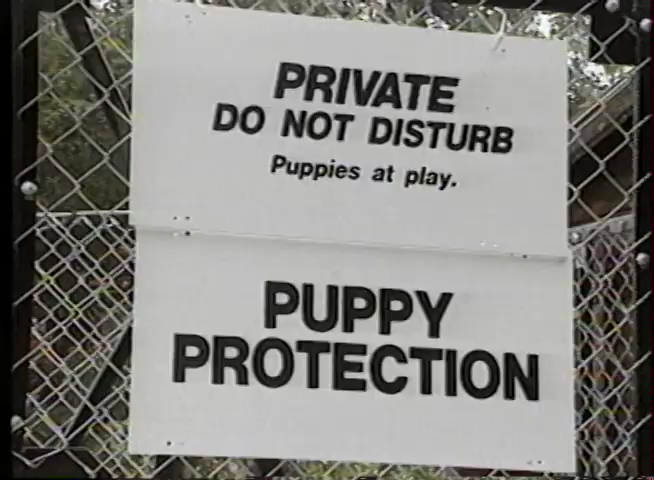 PRIVATE
DO NOT DISTURB
Puppies at play.
PUPPY
PROTECTION